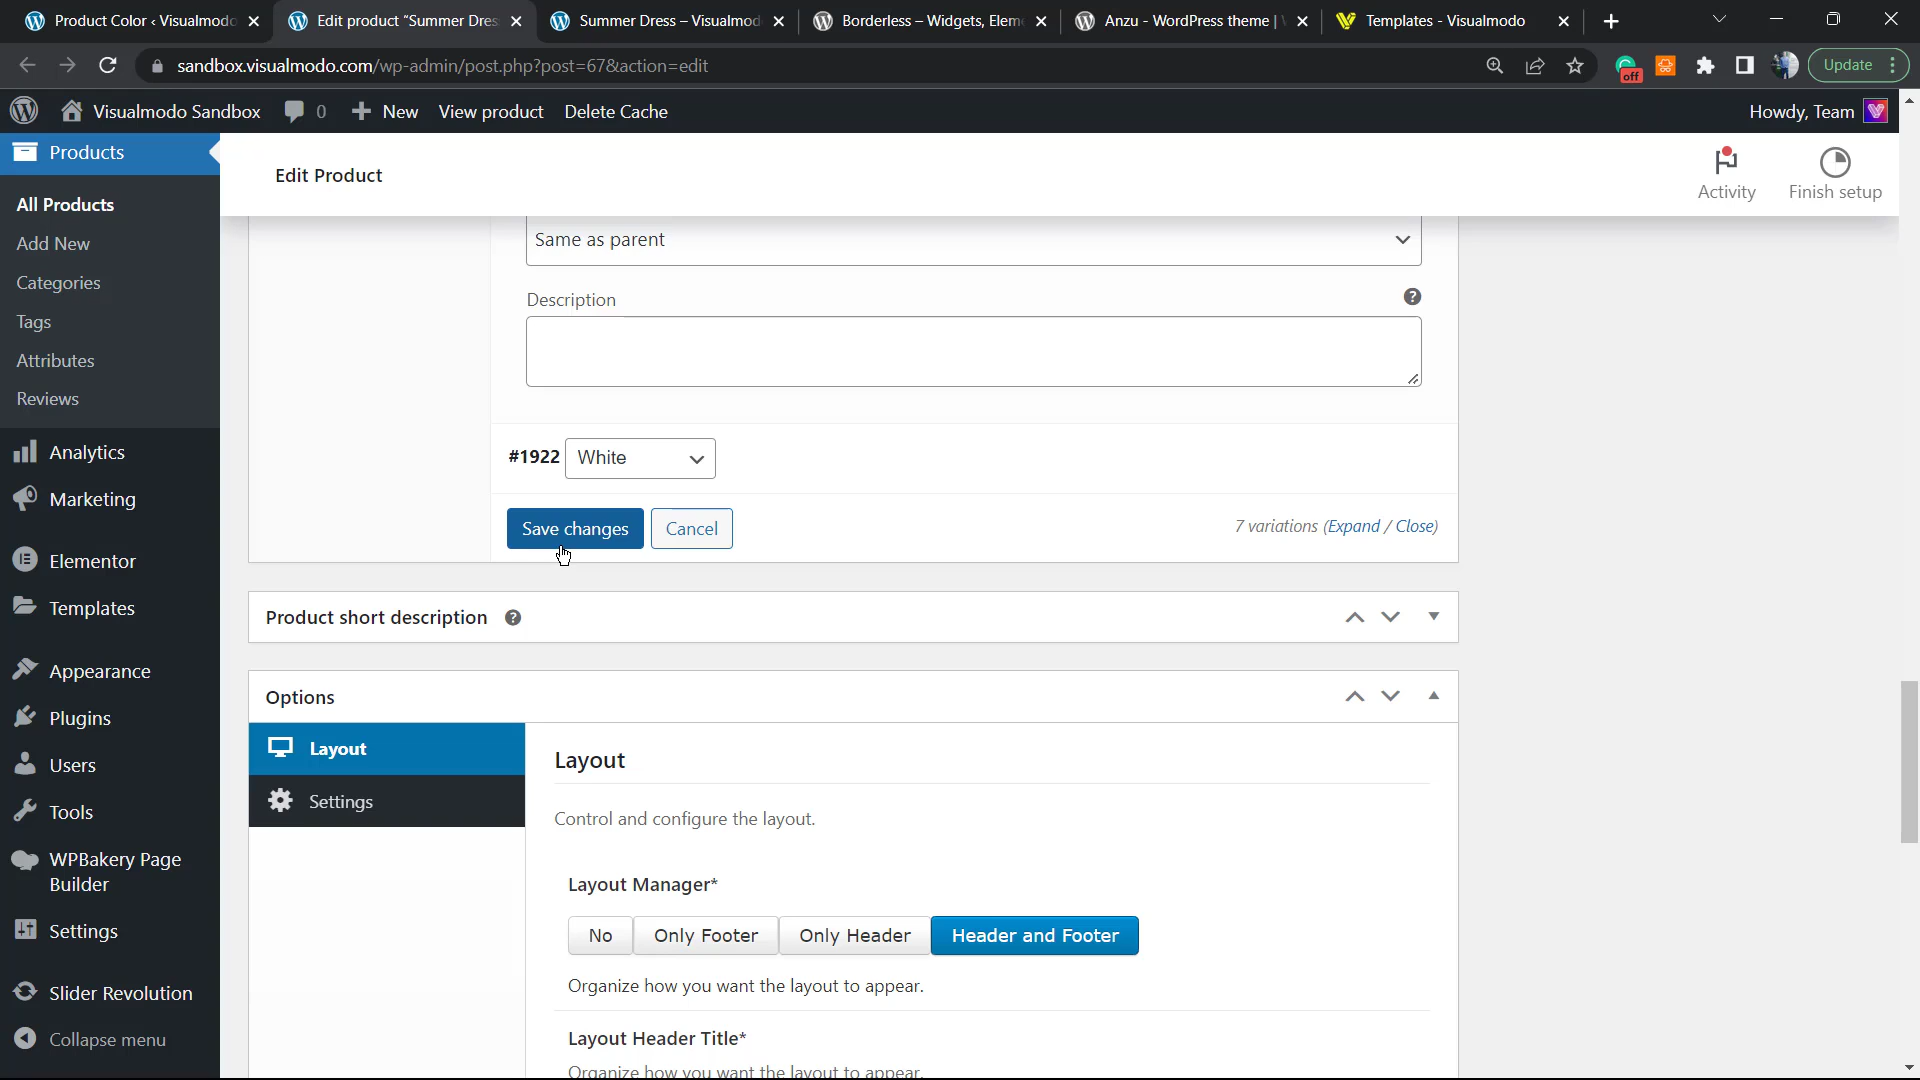 Product Color ‹ Visualmodo
Edit product "Summer Dres
Summer Dress – Visualmod
Borderless – Widgets, Elem
Anzu - WordPress theme |
Templates - Visualmodo
sandbox.visualmodo.com/wp-admin/post.php?post=67&action=edit
off
Update
Visualmodo Sandbox
0
New
View product
Delete Cache
Howdy, Team
Products
All Products
Add New
Categories
Tags
Attributes
Reviews
Analytics
Marketing
Elementor
Templates
Appearance
Plugins
Users
Tools
WPBakery Page
Builder
Settings
Slider Revolution
Collapse menu
Edit Product
Activity
Finish setup
Same as parent
Description
#1922
White
Save changes
Cancel
7 variations (Expand / Close)
Product short description
Options
Layout
Settings
Layout
Control and configure the layout.
Layout Manager*
No
Only Footer
Only Header
Header and Footer
Organize how you want the layout to appear.
Layout Header Title*
Organize how you want the layout to appear.